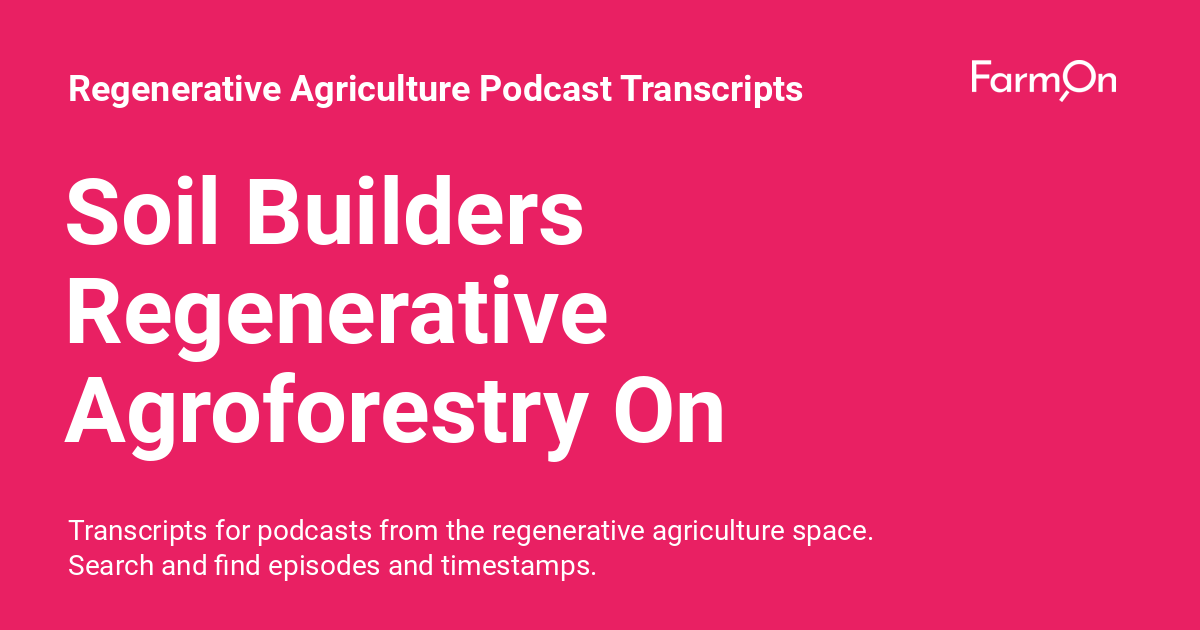 Regenerative Agriculture Podcast Transcripts
FarmOn
Soil Builders
Regenerative
Agroforestry On
Transcripts for podcasts from the regenerative agriculture space.
Search and find episodes and timestamps.